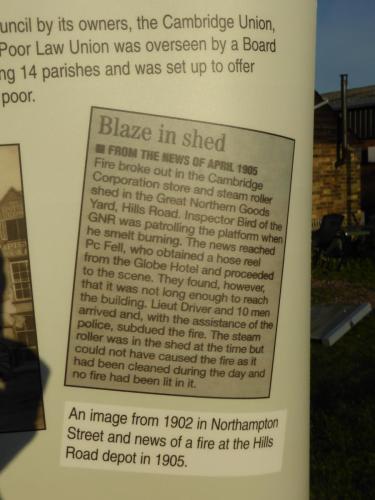 uncil by its owners, the Cambridge Union,
Poor Law Union was overseen by a Board
ng 14 parishes and was set up to offer
poor.
Blaze in shed
■ FROM THE NEWS OF APRIL 1905
Fire broke out in the Cambridge
Corporation store and steam roller
shed in the Great Northern Goods
Yard, Hills Road. Inspector Bird of the
GNR was patrolling the platform when
he smelt burning. The news reached
Pc Fell, who obtained a hose reel
from the Globe Hotel and proceeded
to the scene. They found, however,
that it was not long enough to reach
the building. Lieut Driver and 10 men
arrived and, with the assistance of the
police, subdued the fire. The steam
roller was in the shed at the time but
could not have caused the fire as it
had been cleaned during the day and
no fire had been lit in it.
An image from 1902 in Northampton
Street and news of a fire at the Hills
Road depot in 1905.